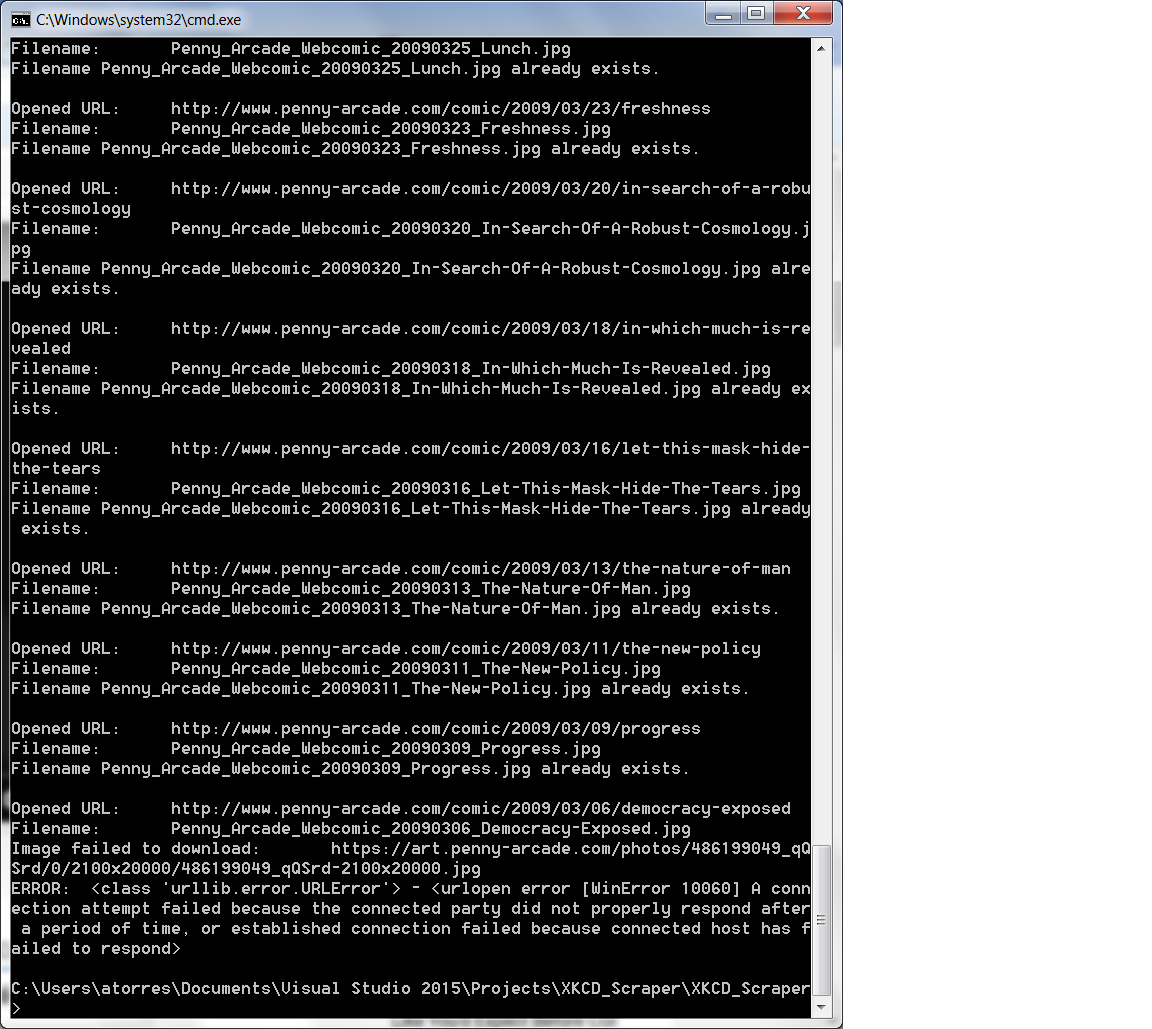 C:\Windows\system32\cmd.exe
Filename:       Penny_Arcade_Webcomic_20090325_Lunch.jpg
Filename Penny_Arcade_Webcomic_20090325_Lunch.jpg already exists.

Opened URL:     http://www.penny-arcade.com/comic/2009/03/23/freshness
Filename:       Penny_Arcade_Webcomic_20090323_Freshness.jpg
Filename Penny_Arcade_Webcomic_20090323_Freshness.jpg already exists.

Opened URL:     http://www.penny-arcade.com/comic/2009/03/20/in-search-of-a-robu
st-cosmology
Filename:       Penny_Arcade_Webcomic_20090320_In-Search-Of-A-Robust-Cosmology.j
pg
Filename Penny_Arcade_Webcomic_20090320_In-Search-Of-A-Robust-Cosmology.jpg alre
ady exists.

Opened URL:     http://www.penny-arcade.com/comic/2009/03/18/in-which-much-is-re
vealed
Filename:       Penny_Arcade_Webcomic_20090318_In-Which-Much-Is-Revealed.jpg
Filename Penny_Arcade_Webcomic_20090318_In-Which-Much-Is-Revealed.jpg already ex
ists.

Opened URL:     http://www.penny-arcade.com/comic/2009/03/16/let-this-mask-hide-
the-tears
Filename:       Penny_Arcade_Webcomic_20090316_Let-This-Mask-Hide-The-Tears.jpg
Filename Penny_Arcade_Webcomic_20090316_Let-This-Mask-Hide-The-Tears.jpg already
 exists.

Opened URL:     http://www.penny-arcade.com/comic/2009/03/13/the-nature-of-man
Filename:       Penny_Arcade_Webcomic_20090313_The-Nature-Of-Man.jpg
Filename Penny_Arcade_Webcomic_20090313_The-Nature-Of-Man.jpg already exists.

Opened URL:     http://www.penny-arcade.com/comic/2009/03/11/the-new-policy
Filename:       Penny_Arcade_Webcomic_20090311_The-New-Policy.jpg
Filename Penny_Arcade_Webcomic_20090311_The-New-Policy.jpg already exists.

Opened URL:     http://www.penny-arcade.com/comic/2009/03/09/progress
Filename:       Penny_Arcade_Webcomic_20090309_Progress.jpg
Filename Penny_Arcade_Webcomic_20090309_Progress.jpg already exists.

Opened URL:     http://www.penny-arcade.com/comic/2009/03/06/democracy-exposed
Filename:       Penny_Arcade_Webcomic_20090306_Democracy-Exposed.jpg
Image failed to download:       https://art.penny-arcade.com/photos/486199049_qQ
Srd/0/2100x20000/486199049_qQSrd-2100x20000.jpg
ERROR:  <class 'urllib.error.URLError'> - <urlopen error [WinError 10060] A conn
ection attempt failed because the connected party did not properly respond after
 a period of time, or established connection failed because connected host has f
ailed to respond>

C:\Users\atorres\Documents\Visual Studio 2015\Projects\XKCD_Scraper\XKCD_Scraper
>